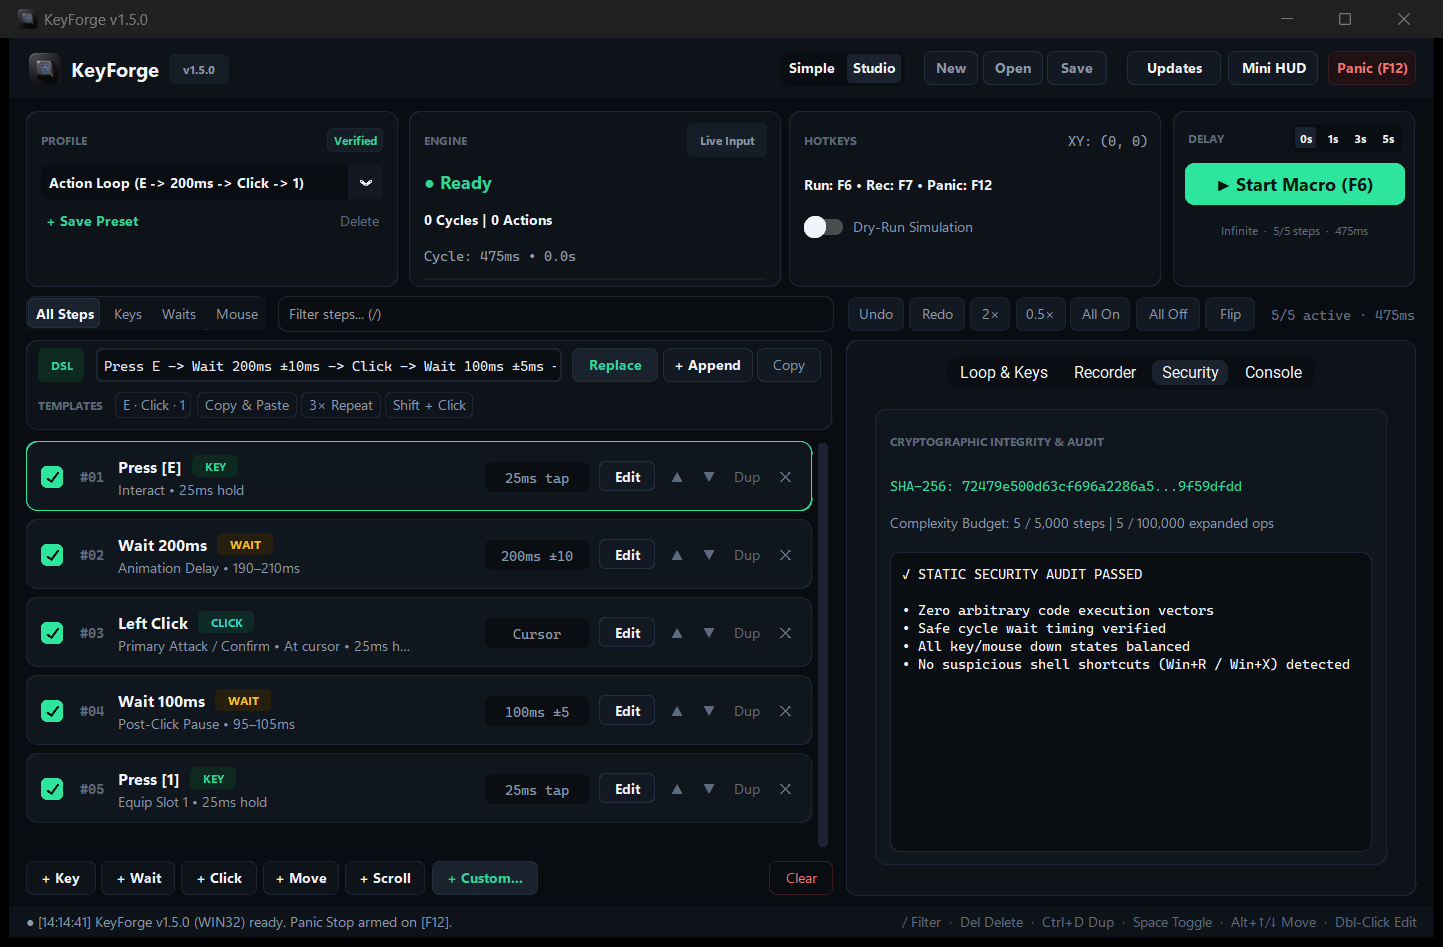 KeyForge v1.5.0
KeyForge v1.5.0 Simple Studio New Open Save Updates Mini HUD Panic (F12)
PROFILE Verified
Action Loop (E -> 200ms -> Click -> 1)
+ Save Preset Delete
ENGINE Live Input
● Ready
0 Cycles | 0 Actions
Cycle: 475ms • 0.0s
HOTKEYS XY: (0, 0)
Run: F6 • Rec: F7 • Panic: F12
Dry-Run Simulation
DELAY 0s 1s 3s 5s
► Start Macro (F6)
Infinite · 5/5 steps · 475ms
All Steps Keys Waits Mouse Filter steps... (/)
Undo Redo 2× 0.5× All On All Off Flip 5/5 active · 475ms
DSL Press E -> Wait 200ms ±10ms -> Click -> Wait 100ms ±5ms - Replace + Append Copy
TEMPLATES E · Click · 1 Copy & Paste 3× Repeat Shift + Click
#01 Press [E] KEY 25ms tap Edit ▲ ▼ Dup ✕
Interact • 25ms hold
#02 Wait 200ms WAIT 200ms ±10 Edit ▲ ▼ Dup ✕
Animation Delay • 190–210ms
#03 Left Click CLICK Cursor Edit ▲ ▼ Dup ✕
Primary Attack / Confirm • At cursor • 25ms h...
#04 Wait 100ms WAIT 100ms ±5 Edit ▲ ▼ Dup ✕
Post-Click Pause • 95–105ms
#05 Press [1] KEY 25ms tap Edit ▲ ▼ Dup ✕
Equip Slot 1 • 25ms hold
+ Key + Wait + Click + Move + Scroll + Custom... Clear
Loop & Keys Recorder Security Console
CRYPTOGRAPHIC INTEGRITY & AUDIT
SHA-256: 72479e500d63cf696a2286a5...9f59dfdd
Complexity Budget: 5 / 5,000 steps | 5 / 100,000 expanded ops
✓ STATIC SECURITY AUDIT PASSED
• Zero arbitrary code execution vectors
• Safe cycle wait timing verified
• All key/mouse down states balanced
• No suspicious shell shortcuts (Win+R / Win+X) detected
● [14:14:41] KeyForge v1.5.0 (WIN32) ready. Panic Stop armed on [F12].
/ Filter · Del Delete · Ctrl+D Dup · Space Toggle · Alt+↑/↓ Move · Dbl-Click Edit